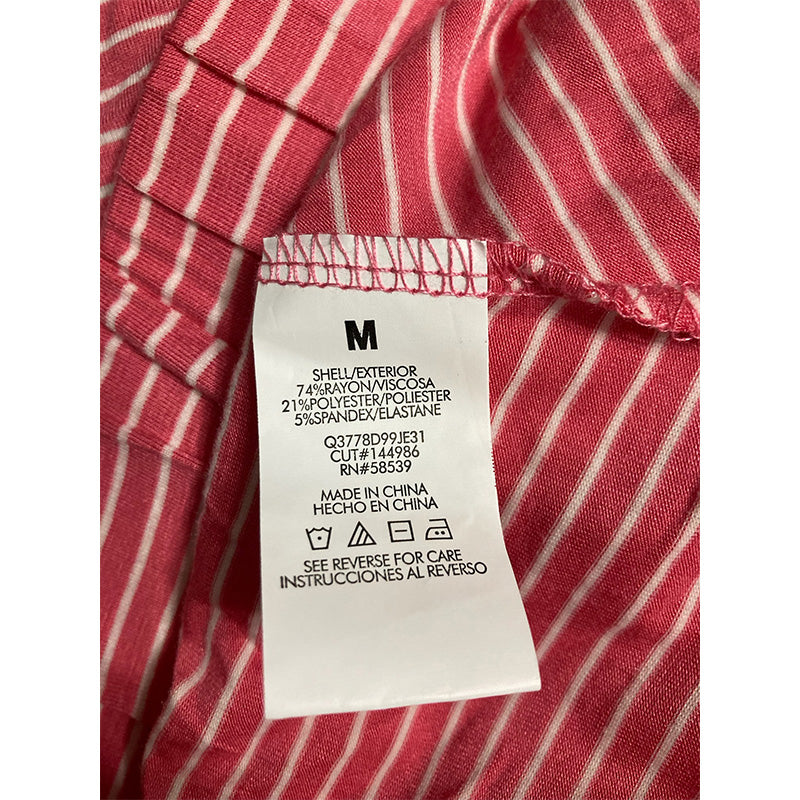 M
SHELL/EXTERIOR
74%RAYON/VISCOSA
21%POLYESTER/POLIESTER
5%SPANDEX/ELASTANE
Q3778D99JE31
CUT#144986
RN#58539
MADE IN CHINA
HECHO EN CHINA
SEE REVERSE FOR CARE
INSTRUCCIONES AL REVERSO